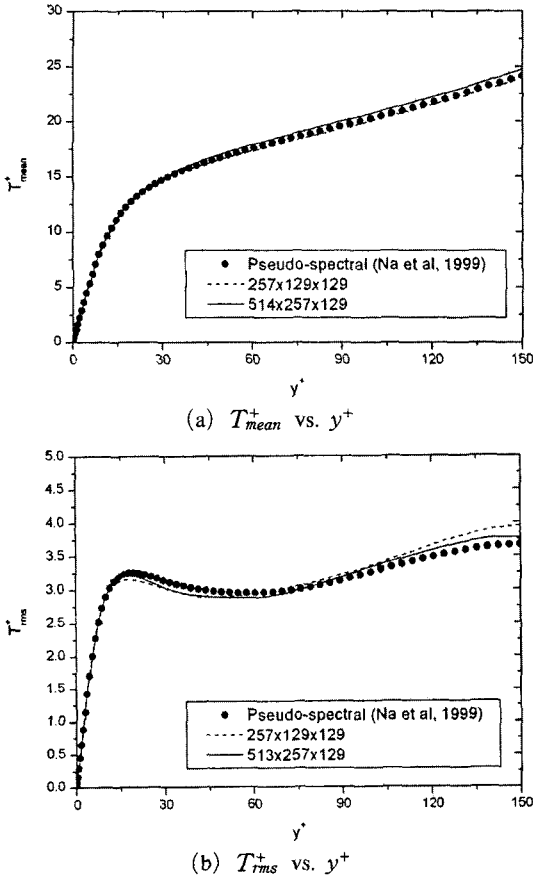 30
25
20
15
10
5
0
T⁺mean
● Pseudo-spectral (Na et al, 1999)
257x129x129
514x257x129
0 30 60 90 120 150
y⁺
(a) T⁺mean vs. y⁺
5.0
4.5
4.0
3.5
3.0
2.5
2.0
1.5
1.0
0.5
0.0
T⁺rms
● Pseudo-spectral (Na et al, 1999)
257x129x129
513x257x129
0 30 60 90 120 150
y⁺
(b) T⁺rms vs. y⁺